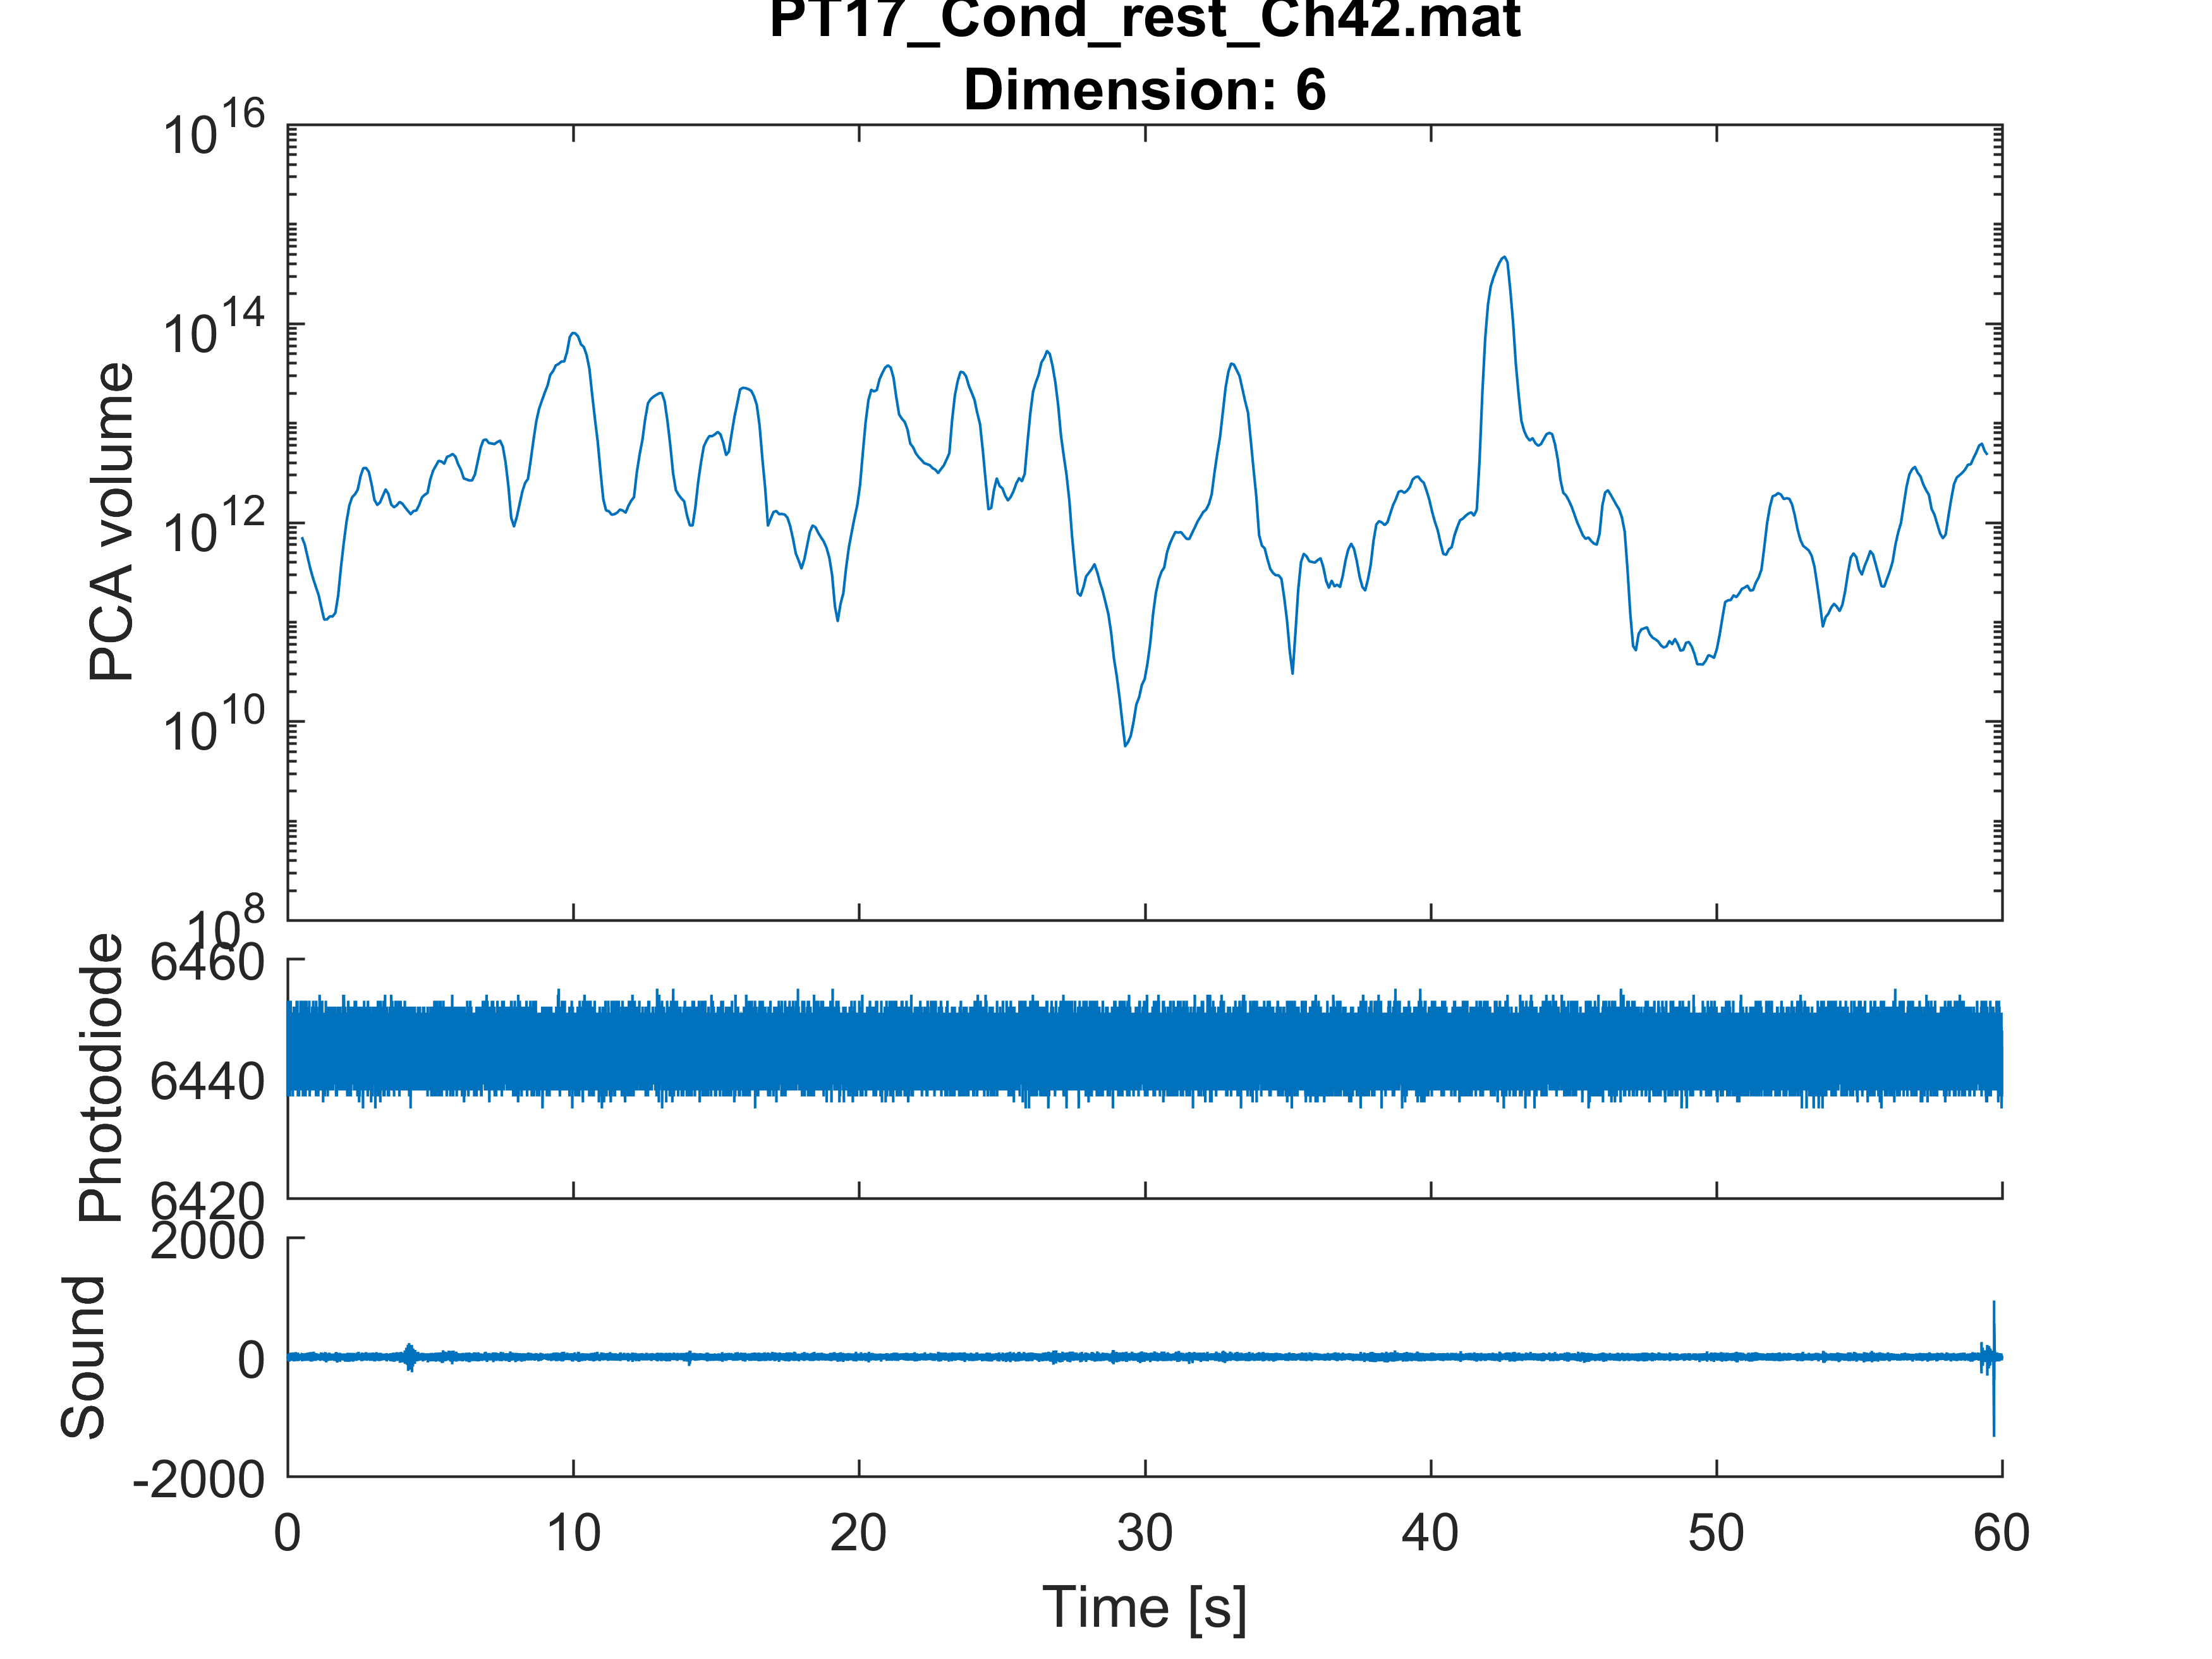 PT17_Cond_rest_Ch42.mat
Dimension: 6
10^16
10^14
10^12
10^10
10^8
PCA volume
6460
6440
6420
Photodiode
2000
0
-2000
Sound
0 10 20 30 40 50 60
Time [s]